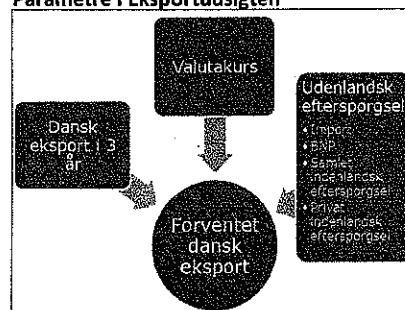 Parametre i Eksportudsigten
Valutakurs
Dansk
eksport i 3
år
Udenlandsk
efterspørgsel
• Import
• BNP
• Samlet
indenlandsk
efterspørgsel
• Privat
indenlandsk
efterspørgsel
Forventet
dansk
eksport